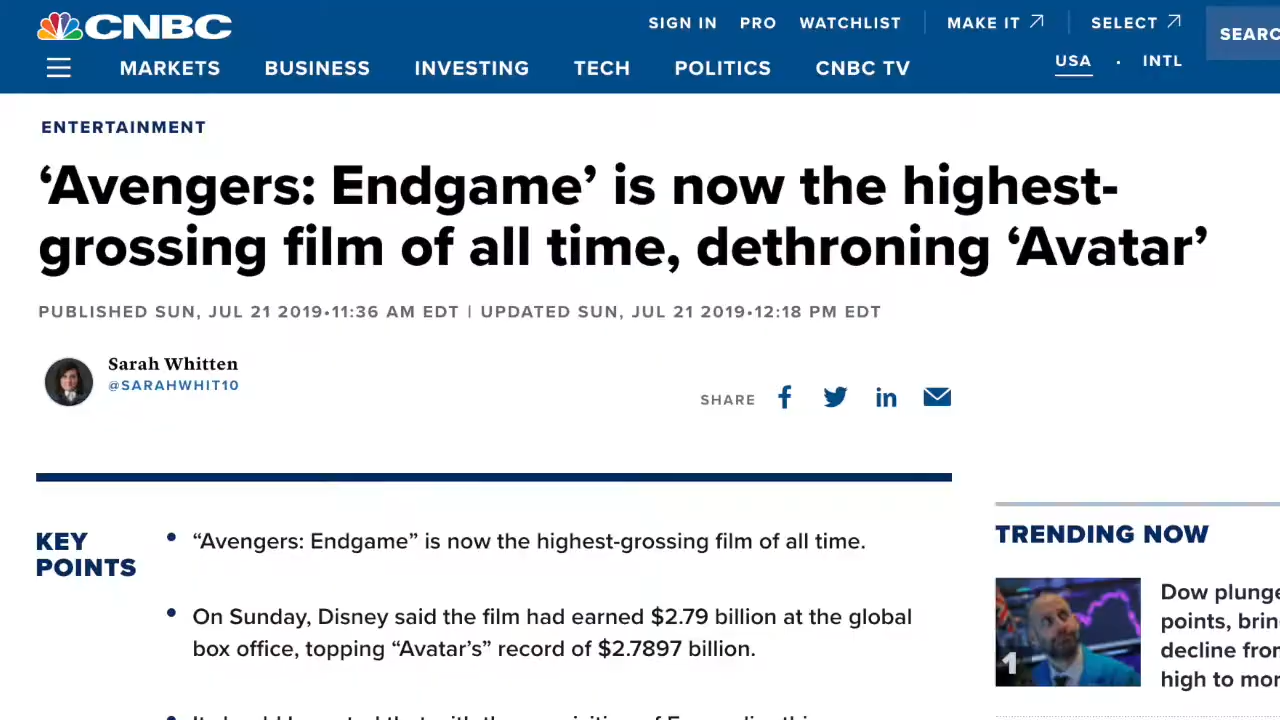 CNBC
SIGN IN PRO WATCHLIST MAKE IT SELECT
MARKETS BUSINESS INVESTING TECH POLITICS CNBC TV
USA · INTL
ENTERTAINMENT
‘Avengers: Endgame’ is now the highest-
grossing film of all time, dethroning ‘Avatar’
PUBLISHED SUN, JUL 21 2019•11:36 AM EDT | UPDATED SUN, JUL 21 2019•12:18 PM EDT
Sarah Whitten
@SARAHWHIT10
SHARE
KEY
POINTS
• “Avengers: Endgame” is now the highest-grossing film of all time.
• On Sunday, Disney said the film had earned $2.79 billion at the global
box office, topping “Avatar’s” record of $2.7897 billion.
TRENDING NOW
1
Dow
points,
decline
high to